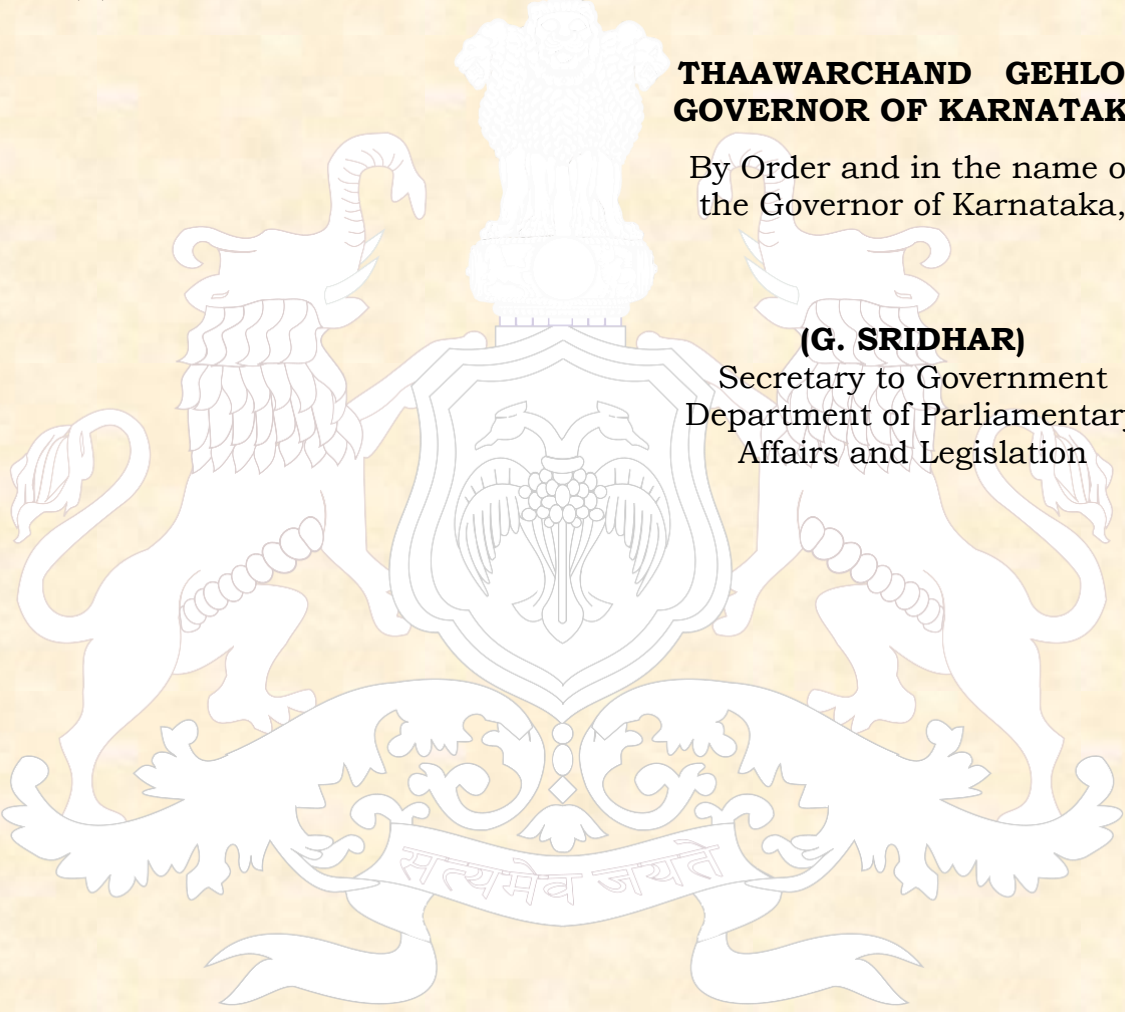 THAAWARCHAND GEHLO
GOVERNOR OF KARNATAK
By Order and in the name o
the Governor of Karnataka,
(G. SRIDHAR)
Secretary to Government
Department of Parliamentary
Affairs and Legislation
सत्यमेव जयते